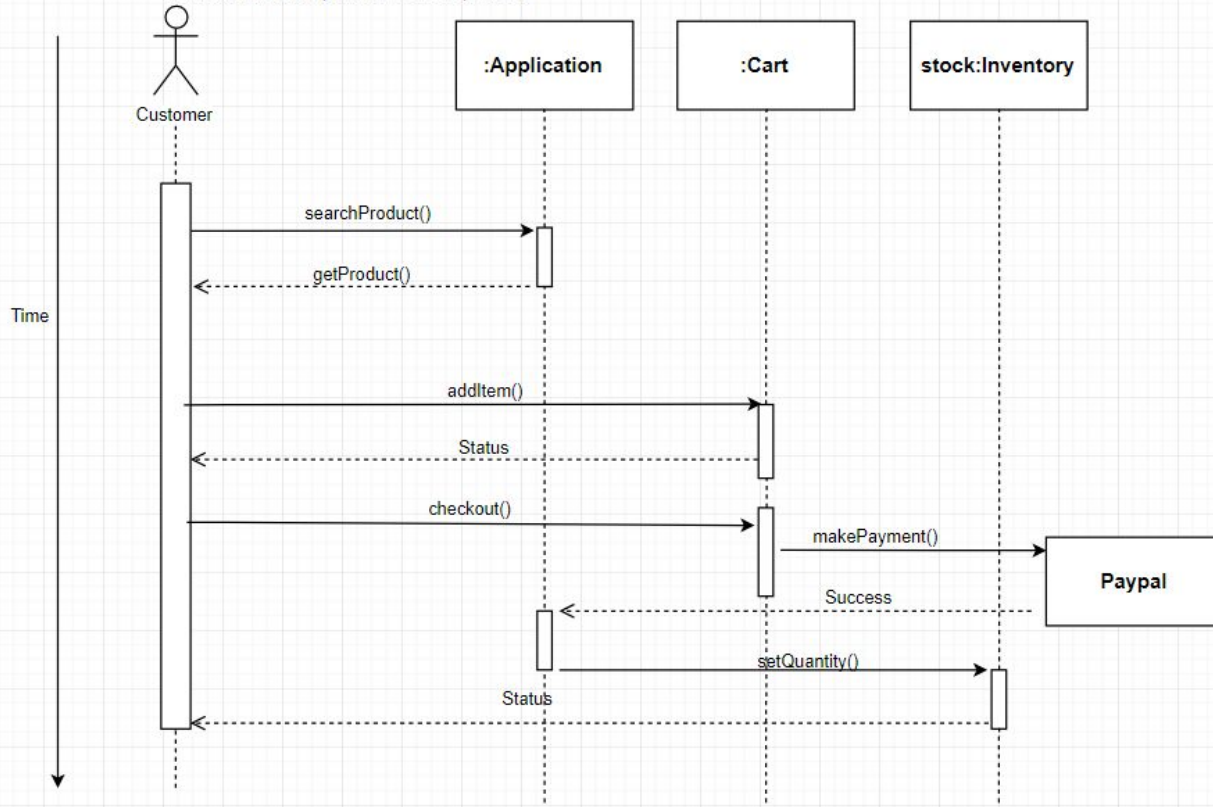 Customer
:Application
:Cart
stock:Inventory
searchProduct()
getProduct()
Time
addItem()
Status
checkout()
makePayment()
Paypal
Success
setQuantity()
Status